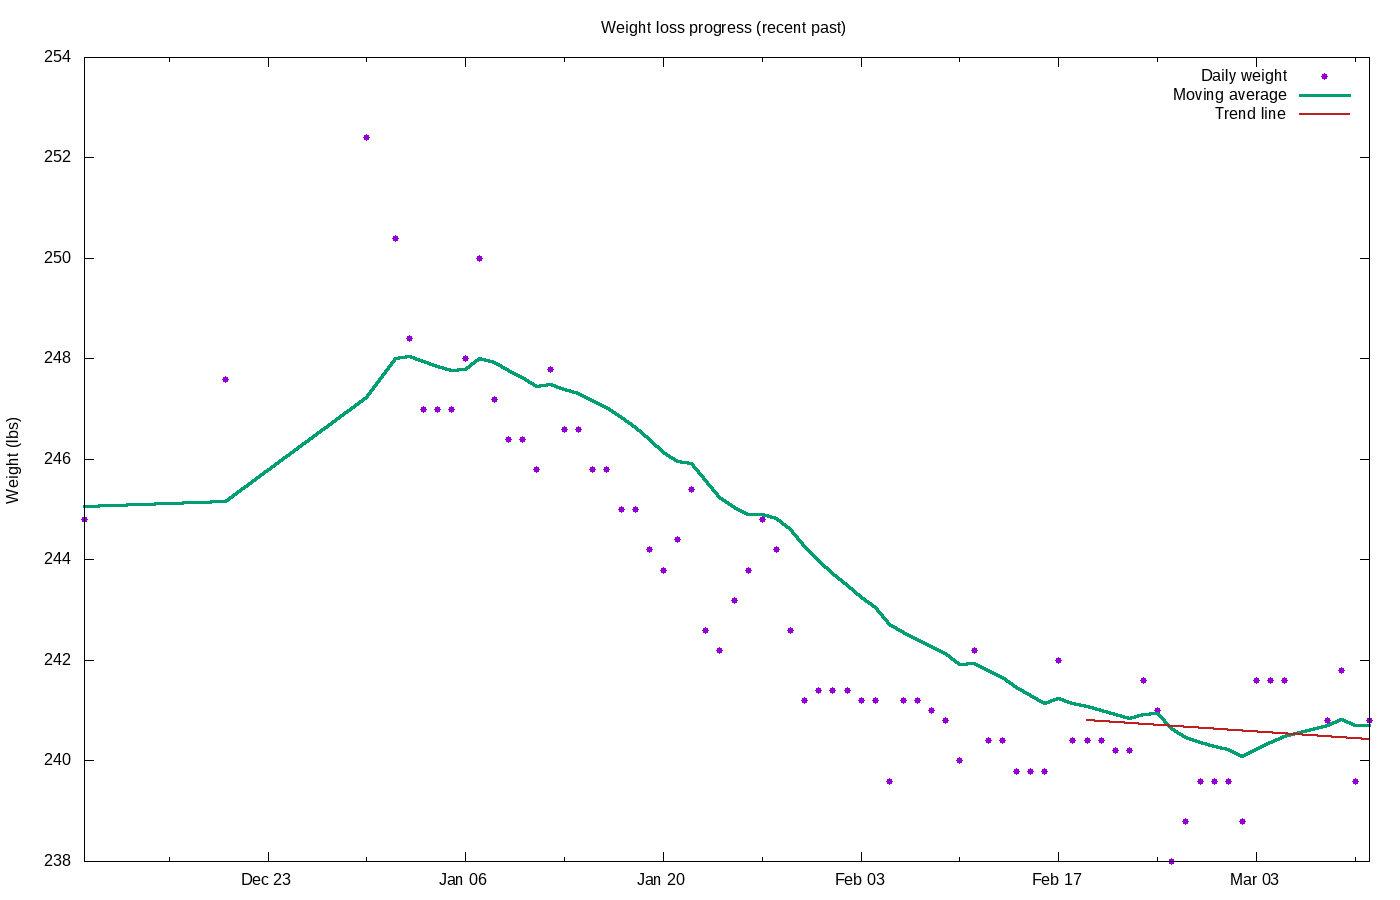 Weight loss progress (recent past)
Daily weight
Moving average
Trend line
254
252
250
248
246
244
242
240
238
Weight (lbs)
Dec 23 Jan 06 Jan 20 Feb 03 Feb 17 Mar 03